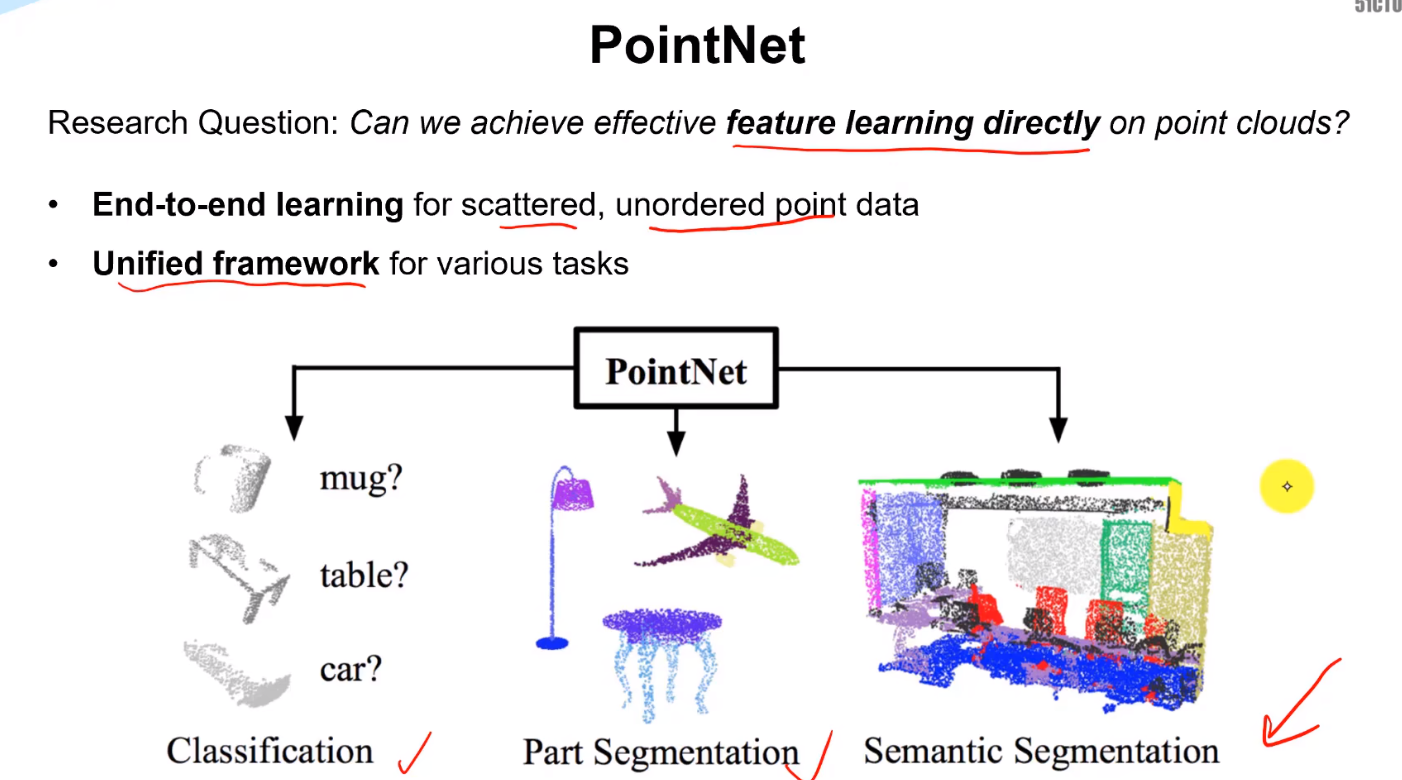 PointNet
Research Question: Can we achieve effective feature learning directly on point clouds?
• End-to-end learning for scattered, unordered point data
• Unified framework for various tasks
PointNet
mug?
table?
car?
Classification
Part Segmentation
Semantic Segmentation